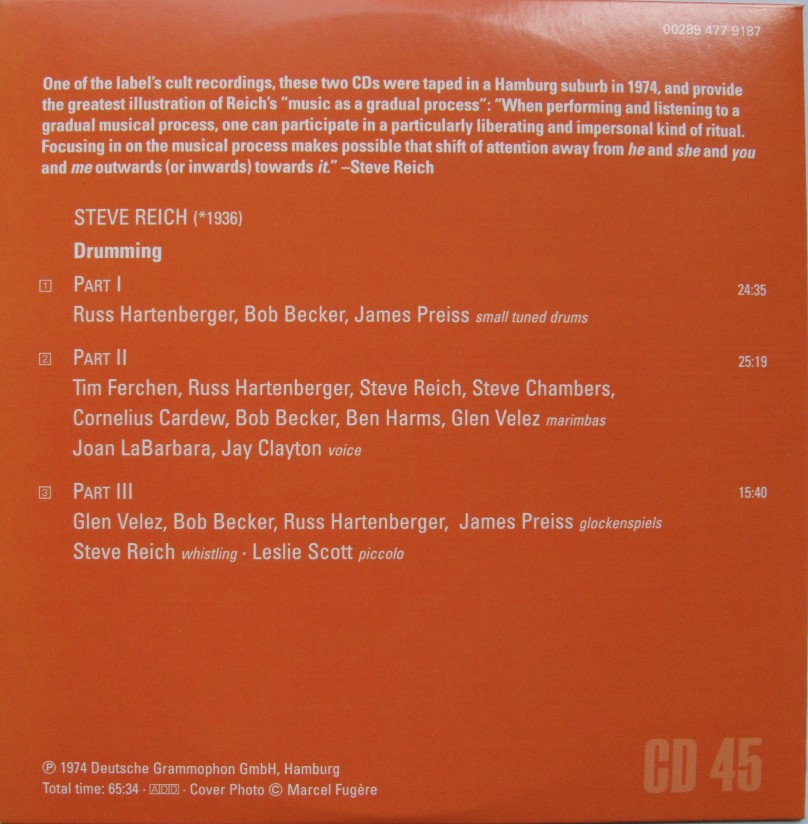 00289 477 9187
One of the label's cult recordings, these two CDs were taped in a Hamburg suburb in 1974, and provide
the greatest illustration of Reich's "music as a gradual process": "When performing and listening to a
gradual musical process, one can participate in a particularly liberating and impersonal kind of ritual.
Focusing in on the musical process makes possible that shift of attention away from he and she and you
and me outwards (or inwards) towards it." –Steve Reich
STEVE REICH (*1936)
Drumming
1 PART I 24:35
Russ Hartenberger, Bob Becker, James Preiss small tuned drums
2 PART II 25:19
Tim Ferchen, Russ Hartenberger, Steve Reich, Steve Chambers,
Cornelius Cardew, Bob Becker, Ben Harms, Glen Velez marimbas
Joan LaBarbara, Jay Clayton voice
3 PART III 15:40
Glen Velez, Bob Becker, Russ Hartenberger, James Preiss glockenspiels
Steve Reich whistling · Leslie Scott piccolo
℗ 1974 Deutsche Grammophon GmbH, Hamburg
Total time: 65:34 · ADD · Cover Photo © Marcel Fugère
CD 45